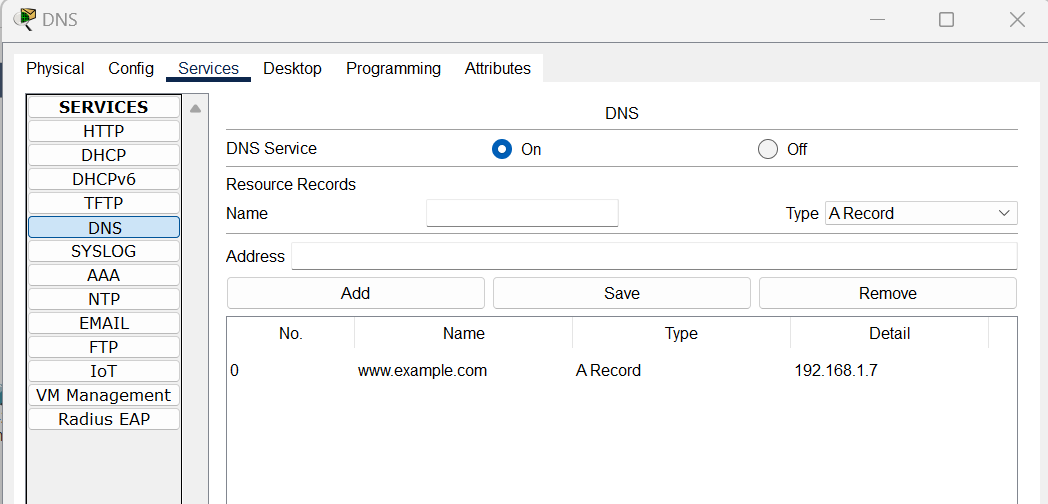 DNS
Physical Config Services Desktop Programming Attributes
SERVICES
HTTP
DHCP
DHCPv6
TFTP
DNS
SYSLOG
AAA
NTP
EMAIL
FTP
IoT
VM Management
Radius EAP
DNS
DNS Service On Off
Resource Records
Name Type A Record
Address
Add Save Remove
No. Name Type Detail
0 www.example.com A Record 192.168.1.7